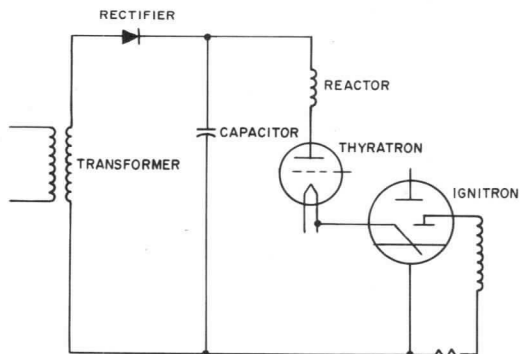 RECTIFIER
REACTOR
CAPACITOR
THYRATRON
TRANSFORMER
IGNITRON